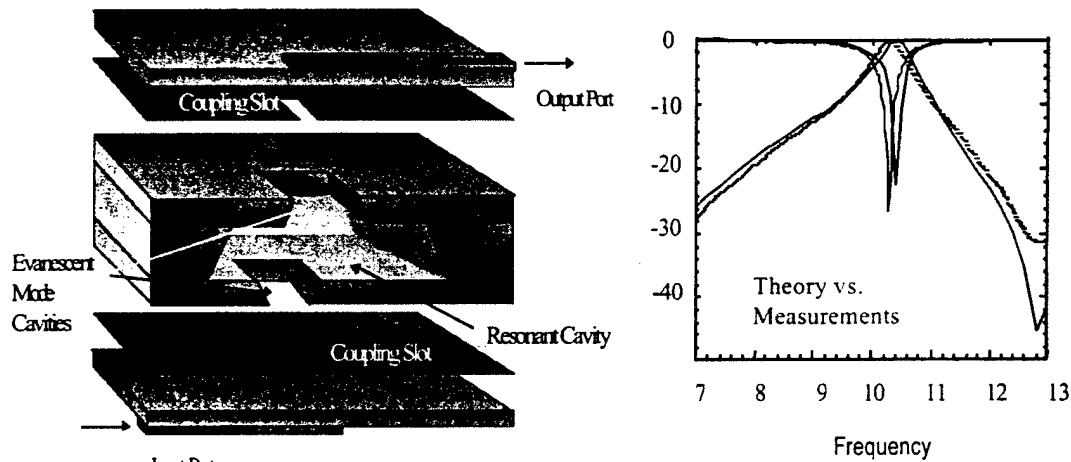 Coupling Slot
Output Port
Evanescent
Mode
Cavities
Resonant Cavity
Coupling Slot
0
-10
-20
-30
-40
Theory vs.
Measurements
7 8 9 10 11 12 13
Frequency